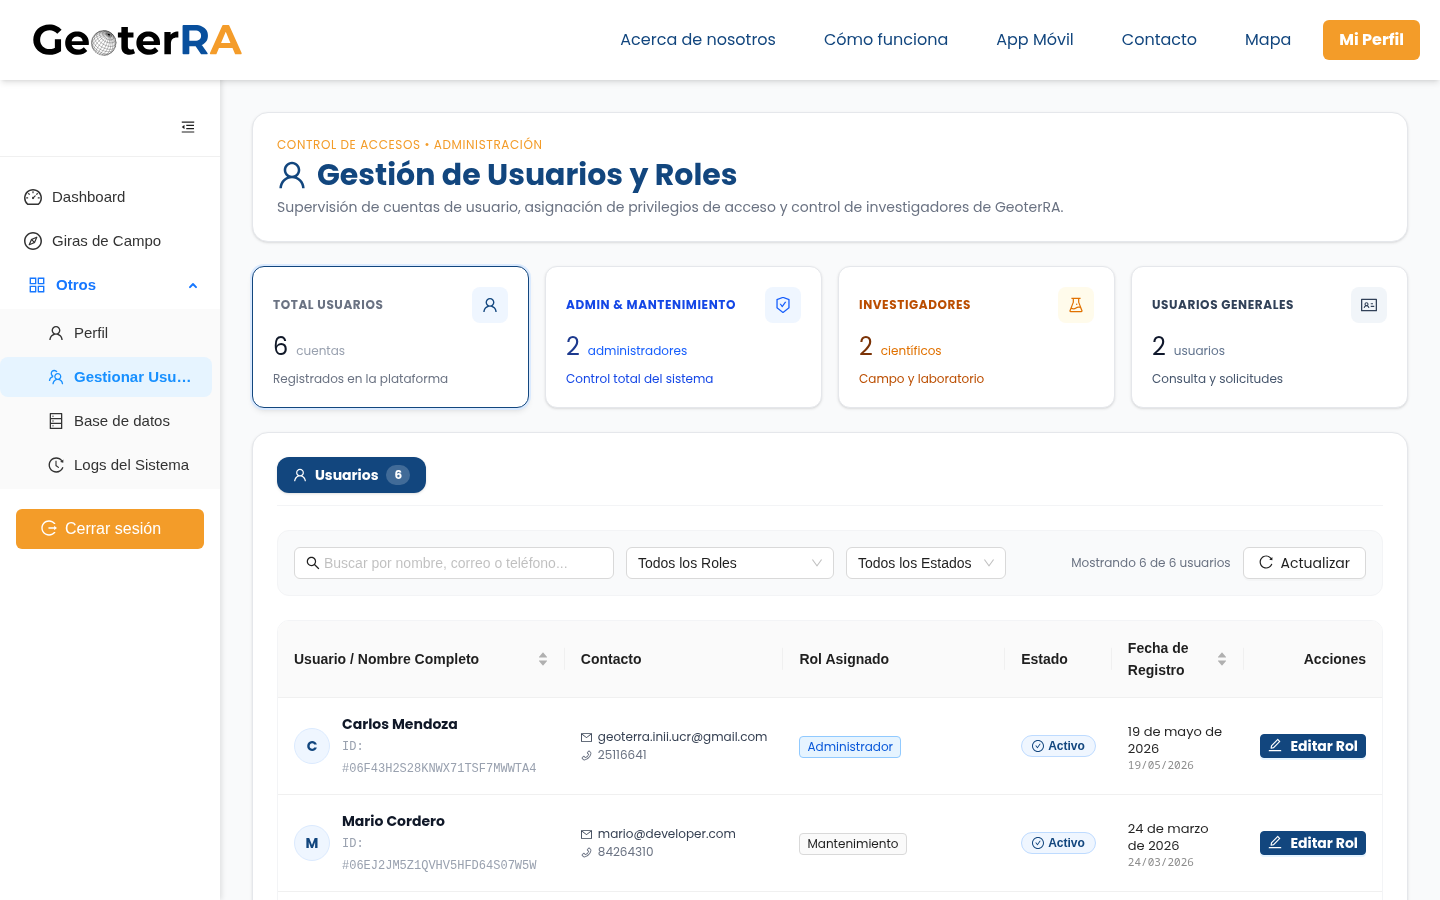 GeoterRA
Acerca de nosotros
Cómo funciona
App Móvil
Contacto
Mapa
Mi Perfil
Dashboard
Giras de Campo
Otros
Perfil
Gestionar Usu...
Base de datos
Logs del Sistema
Cerrar sesión
CONTROL DE ACCESOS • ADMINISTRACIÓN
Gestión de Usuarios y Roles
Supervisión de cuentas de usuario, asignación de privilegios de acceso y control de investigadores de GeoterRA.
TOTAL USUARIOS
6 cuentas
Registrados en la plataforma
ADMIN & MANTENIMIENTO
2 administradores
Control total del sistema
INVESTIGADORES
2 científicos
Campo y laboratorio
USUARIOS GENERALES
2 usuarios
Consulta y solicitudes
Usuarios 6
Buscar por nombre, correo o teléfono...
Todos los Roles
Todos los Estados
Mostrando 6 de 6 usuarios
Actualizar
Usuario / Nombre Completo
Contacto
Rol Asignado
Estado
Fecha de
Registro
Acciones
C
Carlos Mendoza
ID:
#06F43H2S28KNWX71TSF7MWWTA4
geoterra.inii.ucr@gmail.com
25116641
Administrador
Activo
19 de mayo de
2026
19/05/2026
Editar Rol
M
Mario Cordero
ID:
#06EJ2JM5Z1QVHV5HFD64S07W5W
mario@developer.com
84264310
Mantenimiento
Activo
24 de marzo
de 2026
24/03/2026
Editar Rol